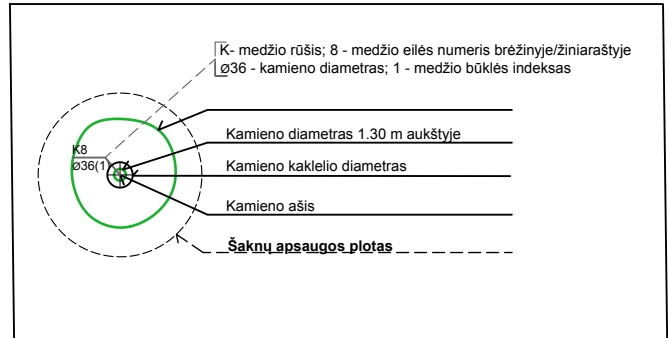 K- medžio rūšis; 8 - medžio eilės numeris brėžinyje/žiniaraštyje
ø36 - kamieno diametras; 1 - medžio būklės indeksas
Kamieno diametras 1.30 m aukštyje
K8
ø36(1)
Kamieno kaklelio diametras
Kamieno ašis
Šaknų apsaugos plotas